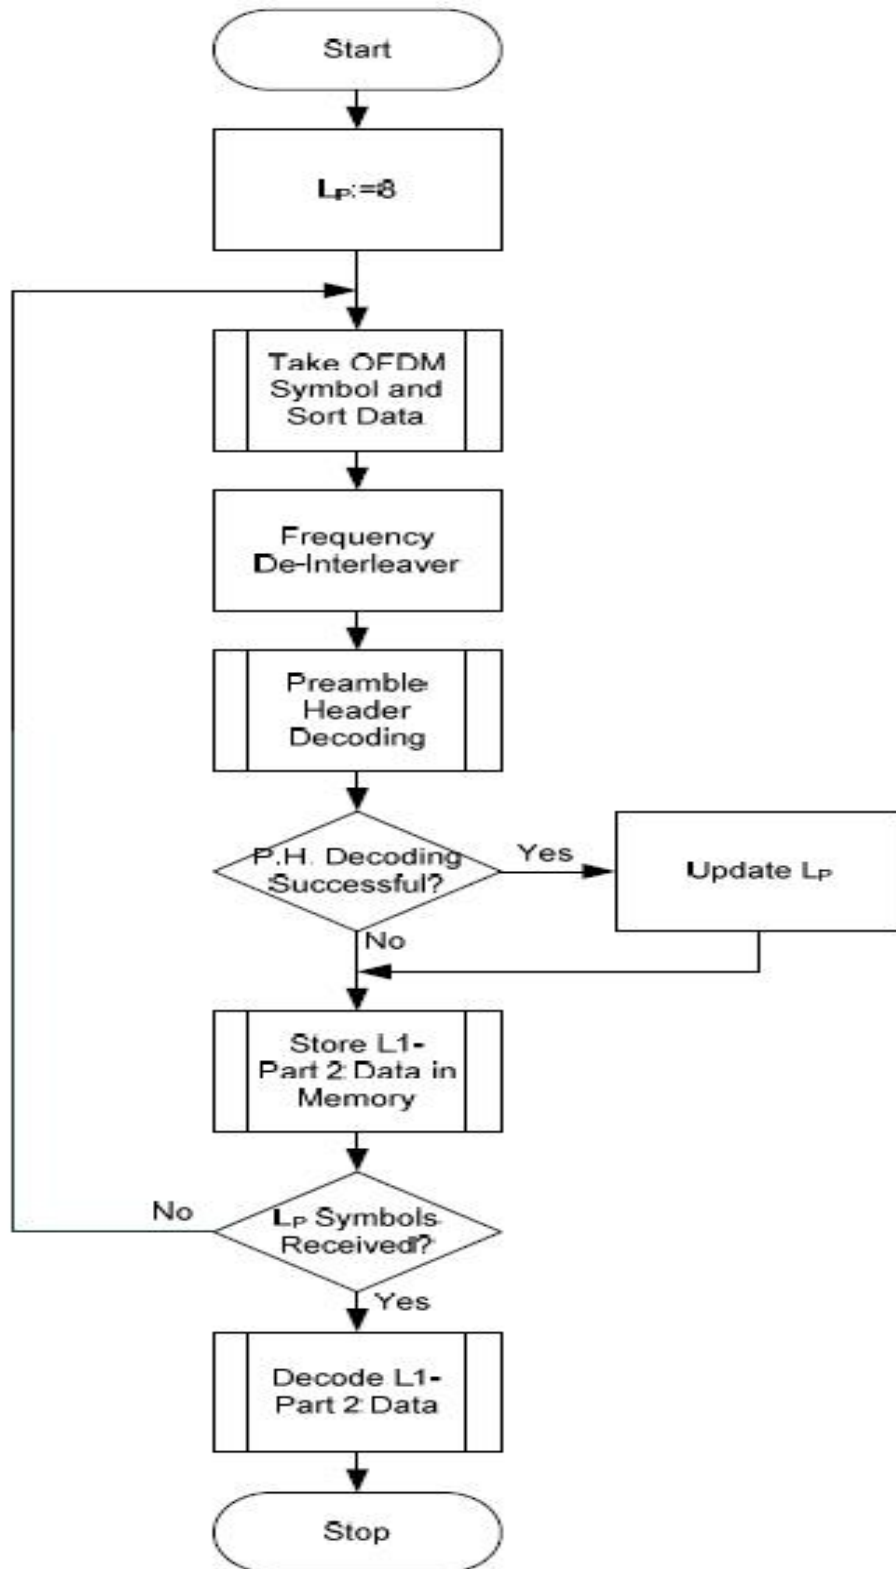 Start
LP:=8
Take OFDM
Symbol and
Sort Data
Frequency
De-Interleaver
Preamble
Header
Decoding
P.H. Decoding
Successful?
Yes
Update LP
No
Store L1-
Part 2 Data in
Memory
No
LP Symbols
Received?
Yes
Decode L1-
Part 2 Data
Stop